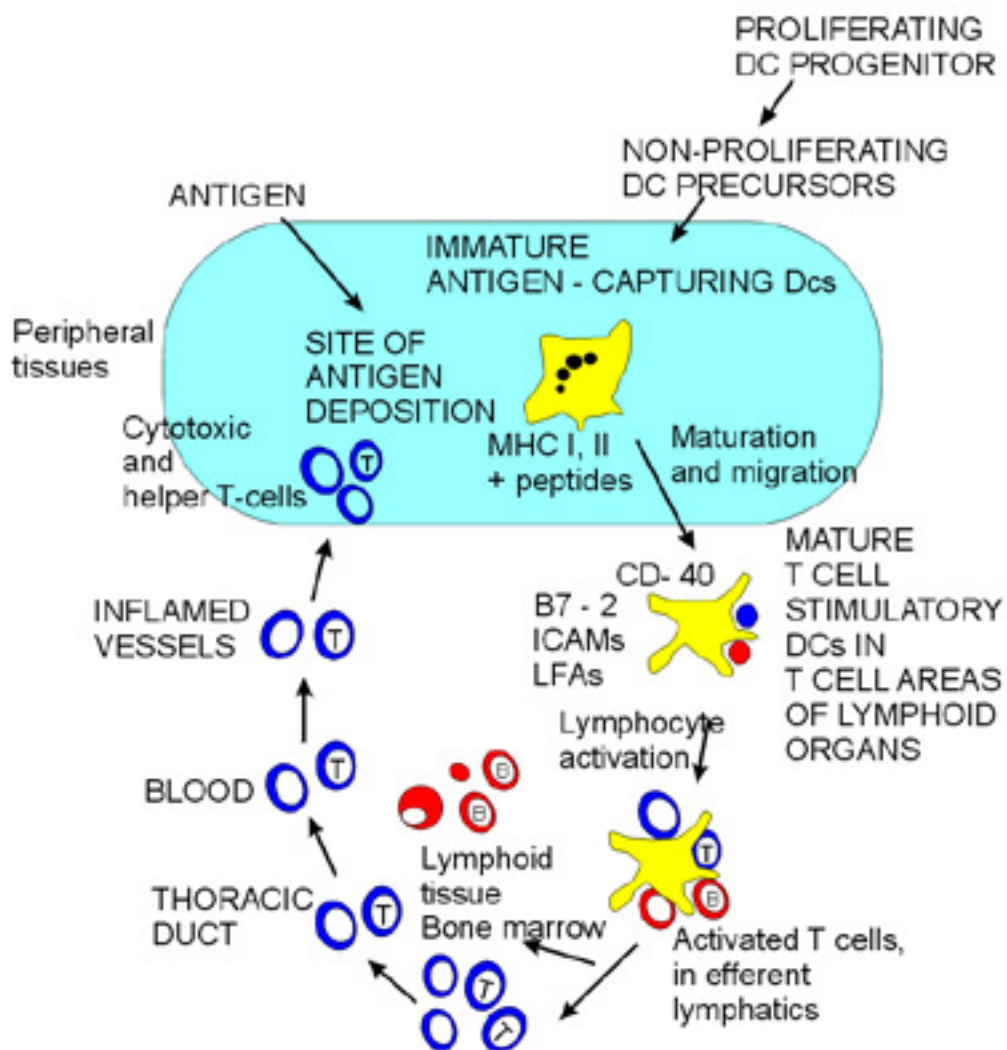 PROLIFERATING
DC PROGENITOR
NON-PROLIFERATING
DC PRECURSORS
ANTIGEN
IMMATURE
ANTIGEN - CAPTURING Dcs
Peripheral
tissues
SITE OF
ANTIGEN
DEPOSITION
Cytotoxic
and
helper T-cells
T
MHC I, II
+ peptides
Maturation
and migration
CD- 40
B7 - 2
ICAMs
LFAs
MATURE
T CELL
STIMULATORY
DCs IN
T CELL AREAS
OF LYMPHOID
ORGANS
INFLAMED
VESSELS
T
Lymphocyte
activation
BLOOD
T
B
B
T
B
Lymphoid
tissue
Bone marrow
THORACIC
DUCT
T
Activated T cells,
in efferent
lymphatics
T
T